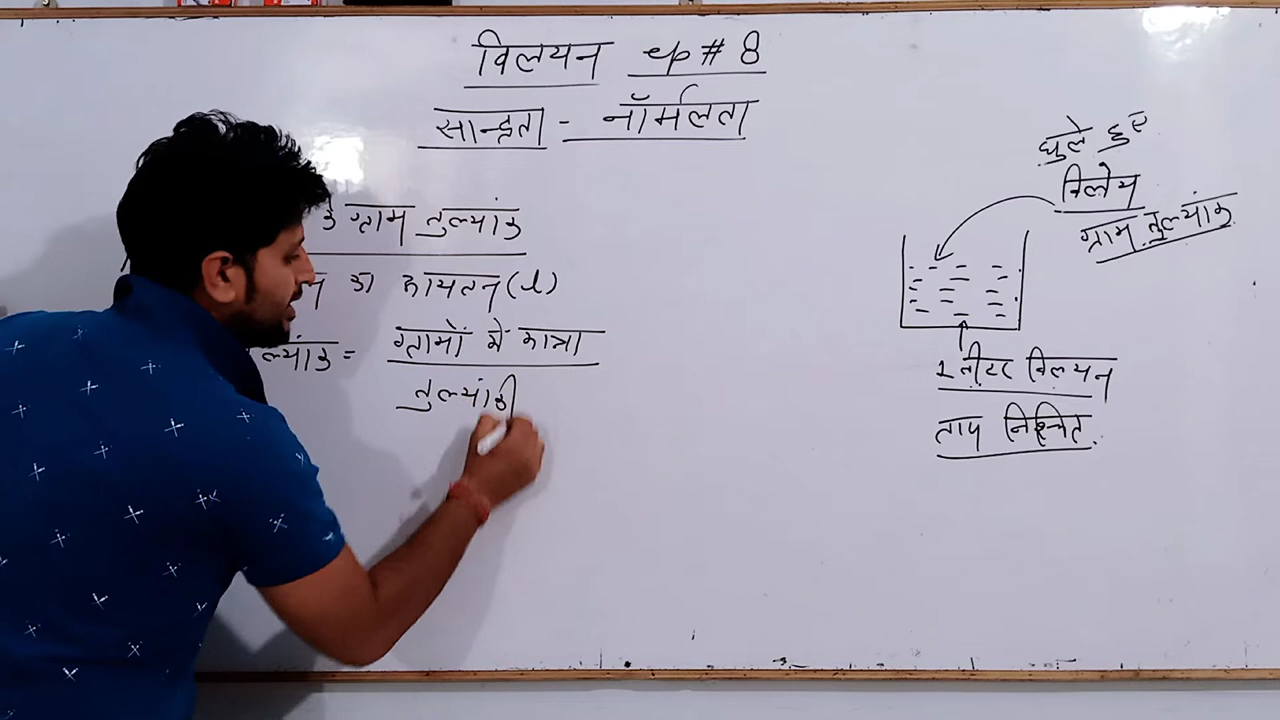 विलयन ep # 8
सान्द्रता - नॉर्मलता
के ग्राम तुल्यांक
का आयतन (l)
ल्यांक = ग्रामों में मात्रा
तुल्यांकी
घुले हुए
विलेय
ग्राम तुल्यांक
1 लीटर विलयन
ताप निश्चित.